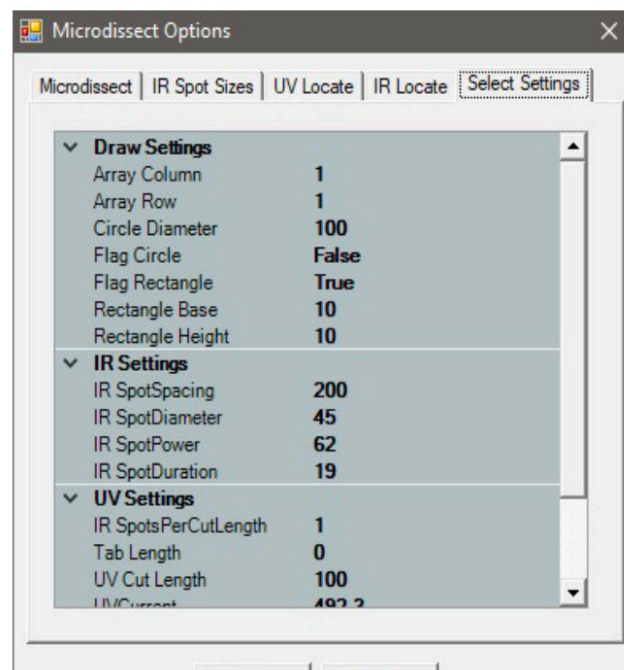 Microdissect Options
Microdissect IR Spot Sizes UV Locate IR Locate Select Settings
Draw Settings
Array Column 1
Array Row 1
Circle Diameter 100
Flag Circle False
Flag Rectangle True
Rectangle Base 10
Rectangle Height 10
IR Settings
IR SpotSpacing 200
IR SpotDiameter 45
IR SpotPower 62
IR SpotDuration 19
UV Settings
IR SpotsPerCutLength 1
Tab Length 0
UV Cut Length 100
UVCurrent 492.3